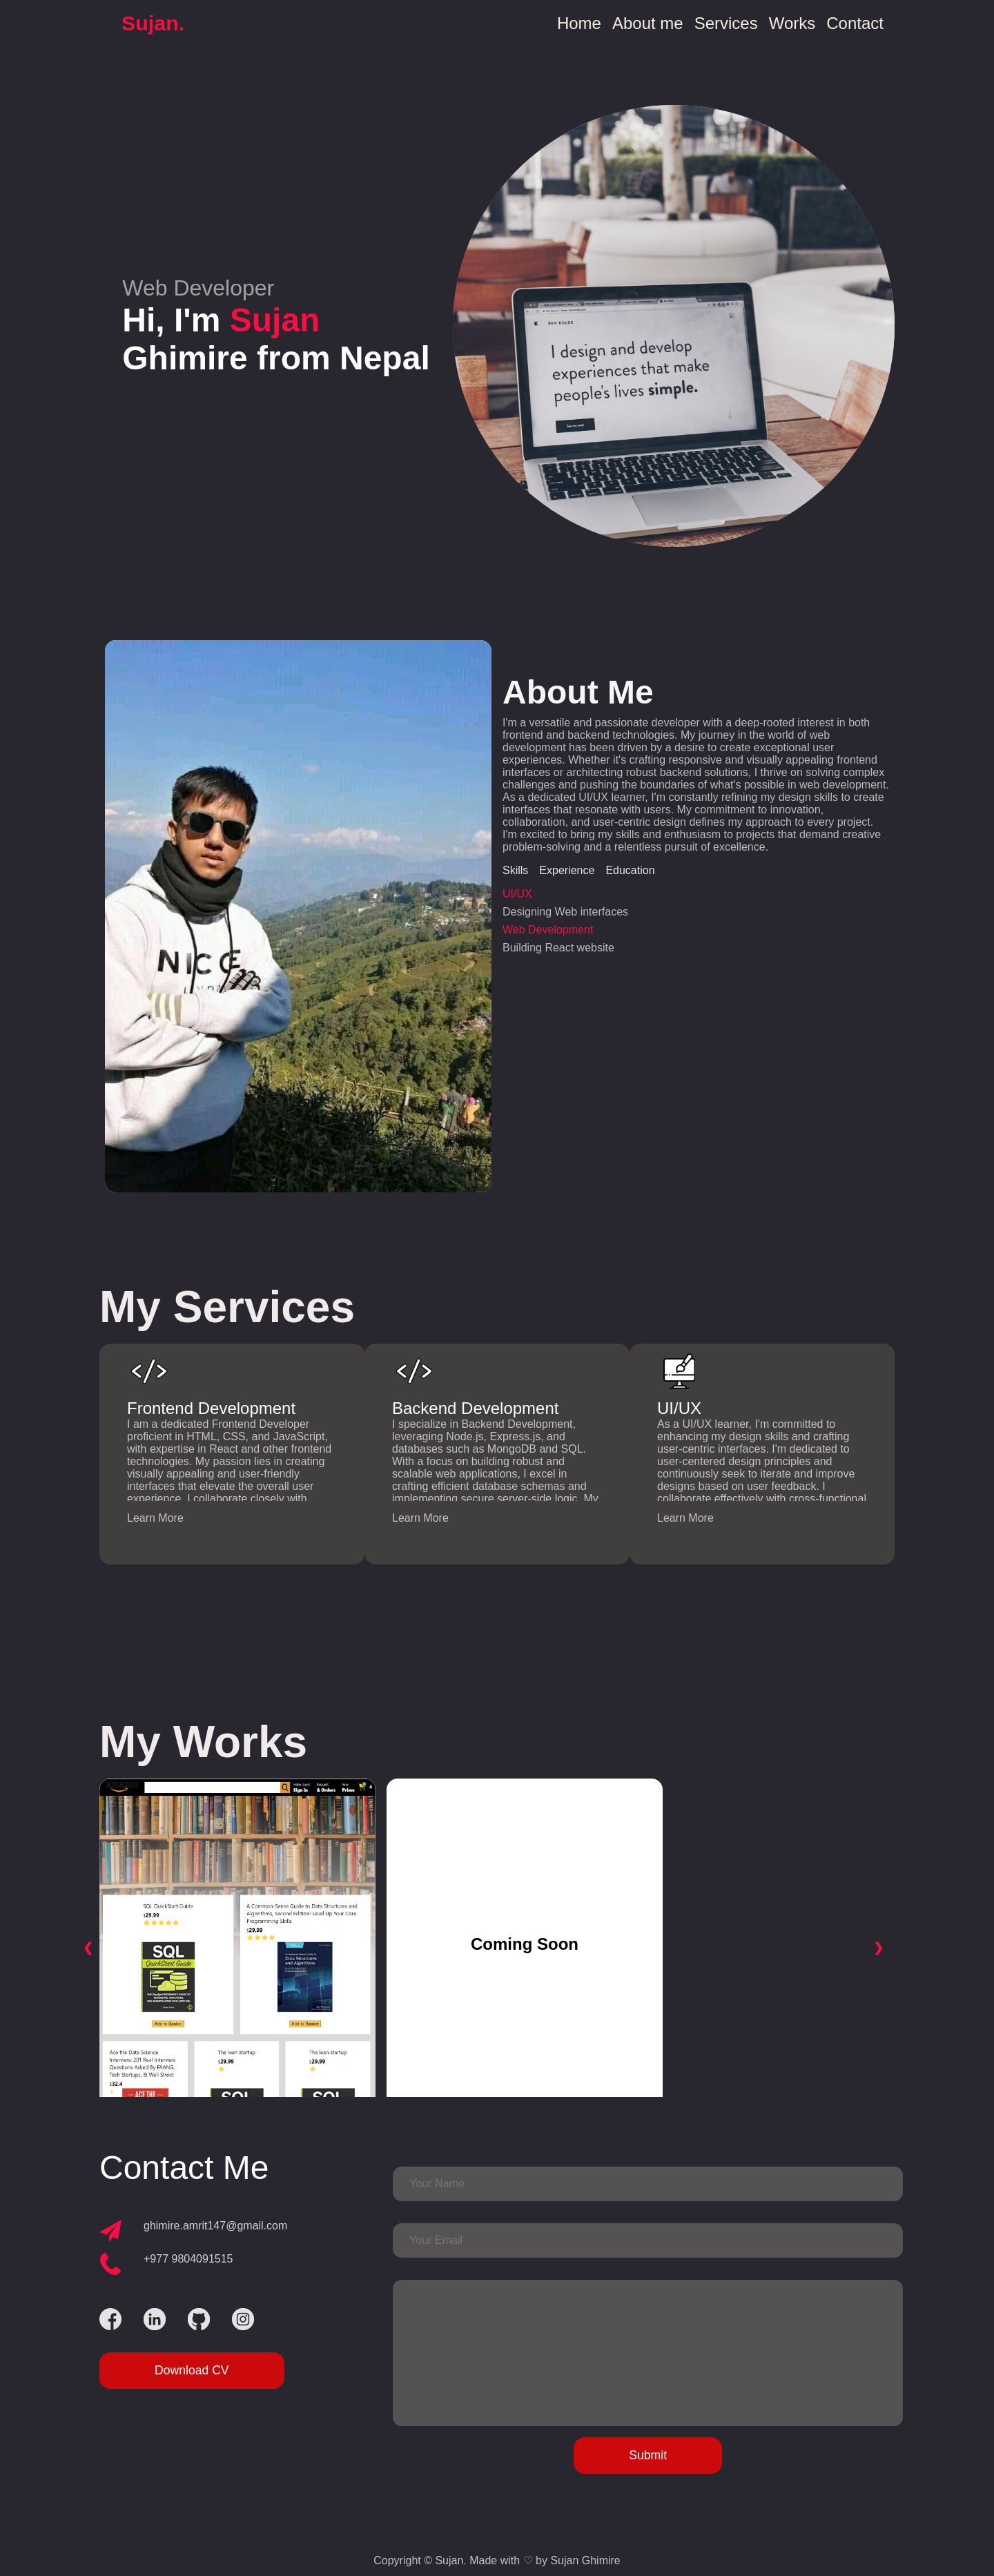 Sujan.
Home About me Services Works Contact
Web Developer
Hi, I'm Sujan
Ghimire from Nepal
BEN KOLDE
I design and develop
experiences that make
people's lives simple.
About Me
I'm a versatile and passionate developer with a deep-rooted interest in both
frontend and backend technologies. My journey in the world of web
development has been driven by a desire to create exceptional user
experiences. Whether it's crafting responsive and visually appealing frontend
interfaces or architecting robust backend solutions, I thrive on solving complex
challenges and pushing the boundaries of what's possible in web development.
As a dedicated UI/UX learner, I'm constantly refining my design skills to create
interfaces that resonate with users. My commitment to innovation,
collaboration, and user-centric design defines my approach to every project.
I'm excited to bring my skills and enthusiasm to projects that demand creative
problem-solving and a relentless pursuit of excellence.
Skills Experience Education
UI/UX
Designing Web interfaces
Web Development
Building React website
NICE
My Services
Frontend Development
I am a dedicated Frontend Developer
proficient in HTML, CSS, and JavaScript,
with expertise in React and other frontend
technologies. My passion lies in creating
visually appealing and user-friendly
interfaces that elevate the overall user
experience. I collaborate closely with
Learn More
Backend Development
I specialize in Backend Development,
leveraging Node.js, Express.js, and
databases such as MongoDB and SQL.
With a focus on building robust and
scalable web applications, I excel in
crafting efficient database schemas and
implementing secure server-side logic. My
Learn More
UI/UX
As a UI/UX learner, I'm committed to
enhancing my design skills and crafting
user-centric interfaces. I'm dedicated to
user-centered design principles and
continuously seek to iterate and improve
designs based on user feedback. I
collaborate effectively with cross-functional
Learn More
My Works
amazon
Sign in & Orders Prime
SQL QuickStart Guide
$29.99
SQL
QuickStart Guide
Add to Basket
A Common-Sense Guide to Data Structures and
Algorithms, Second Edition: Level Up Your Core
Programming Skills
$29.99
Add to Basket
Ace the Data Science
Interview: 201 Real Interview
Questions Asked By FAANG,
Tech Startups, & Wall Street
$32.4
ACE THE
The lean startup
$29.99
SQL
The lean startup
$29.99
SQL
Coming Soon
❮
❯
Contact Me
ghimire.amrit147@gmail.com
+977 9804091515
Download CV
Your Name
Your Email
Submit
Copyright © Sujan. Made with ♡ by Sujan Ghimire